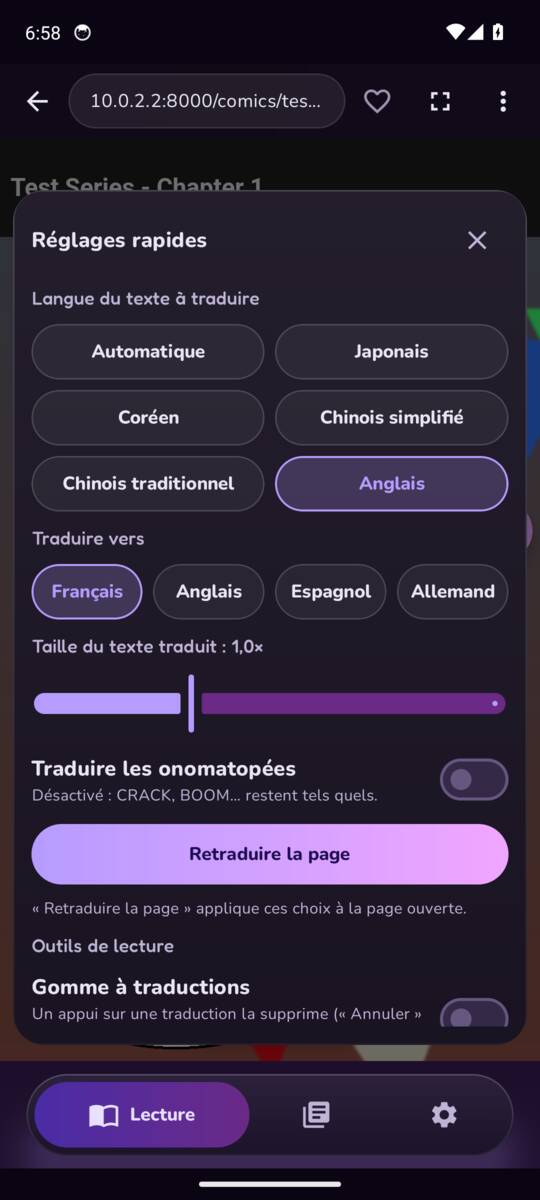 6:58
10.0.2.2:8000/comics/tes...
Test Series - Chapter 1
Réglages rapides
Langue du texte à traduire
Automatique
Japonais
Coréen
Chinois simplifié
Chinois traditionnel
Anglais
Traduire vers
Français
Anglais
Espagnol
Allemand
Taille du texte traduit : 1,0×
Traduire les onomatopées
Désactivé : CRACK, BOOM… restent tels quels.
Retraduire la page
« Retraduire la page » applique ces choix à la page ouverte.
Outils de lecture
Gomme à traductions
Un appui sur une traduction la supprime (« Annuler »
Lecture